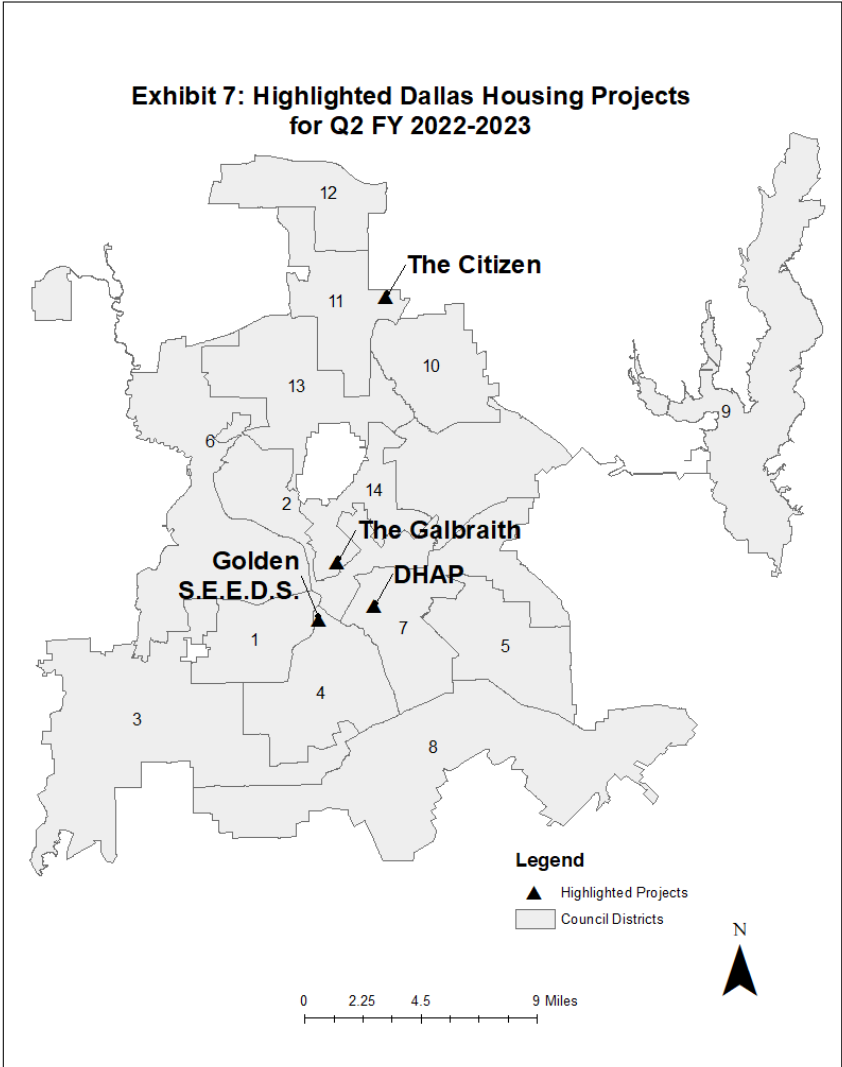 Exhibit 7: Highlighted Dallas Housing Projects
for Q2 FY 2022-2023
12
The Citizen
11
10
13
9
6
14
2
The Galbraith
Golden
S.E.E.D.S.
DHAP
7
1
5
4
3
8
Legend
Highlighted Projects
Council Districts
N
0 2.25 4.5 9 Miles